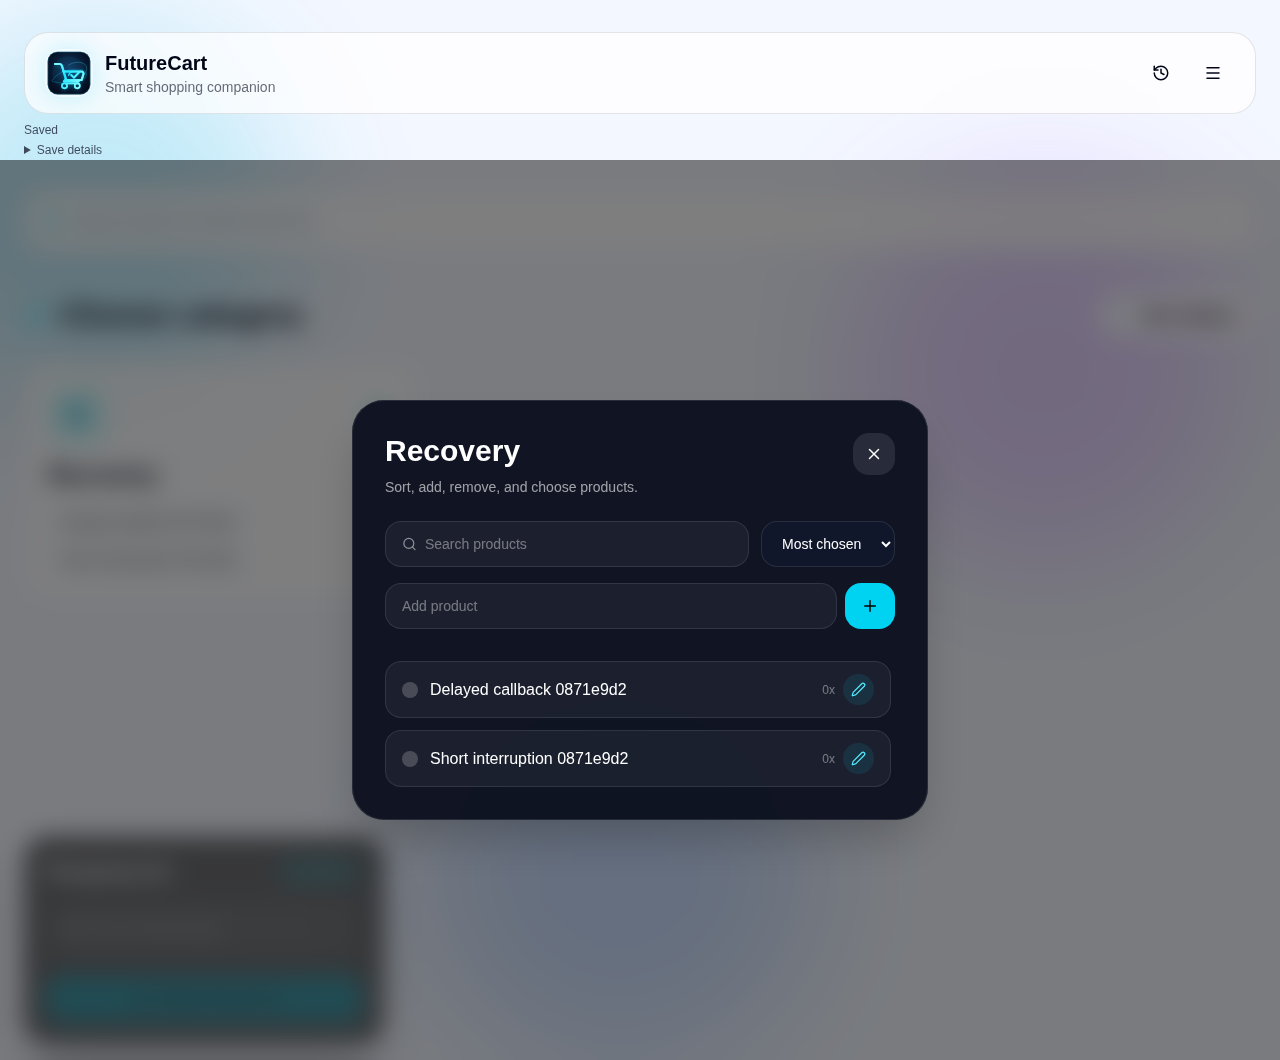 FutureCart
Smart shopping companion
Saved
Save details
Recovery
Sort, add, remove, and choose products.
Search products
Most chosen
Add product
Delayed callback 0871e9d2
0x
Short interruption 0871e9d2
0x